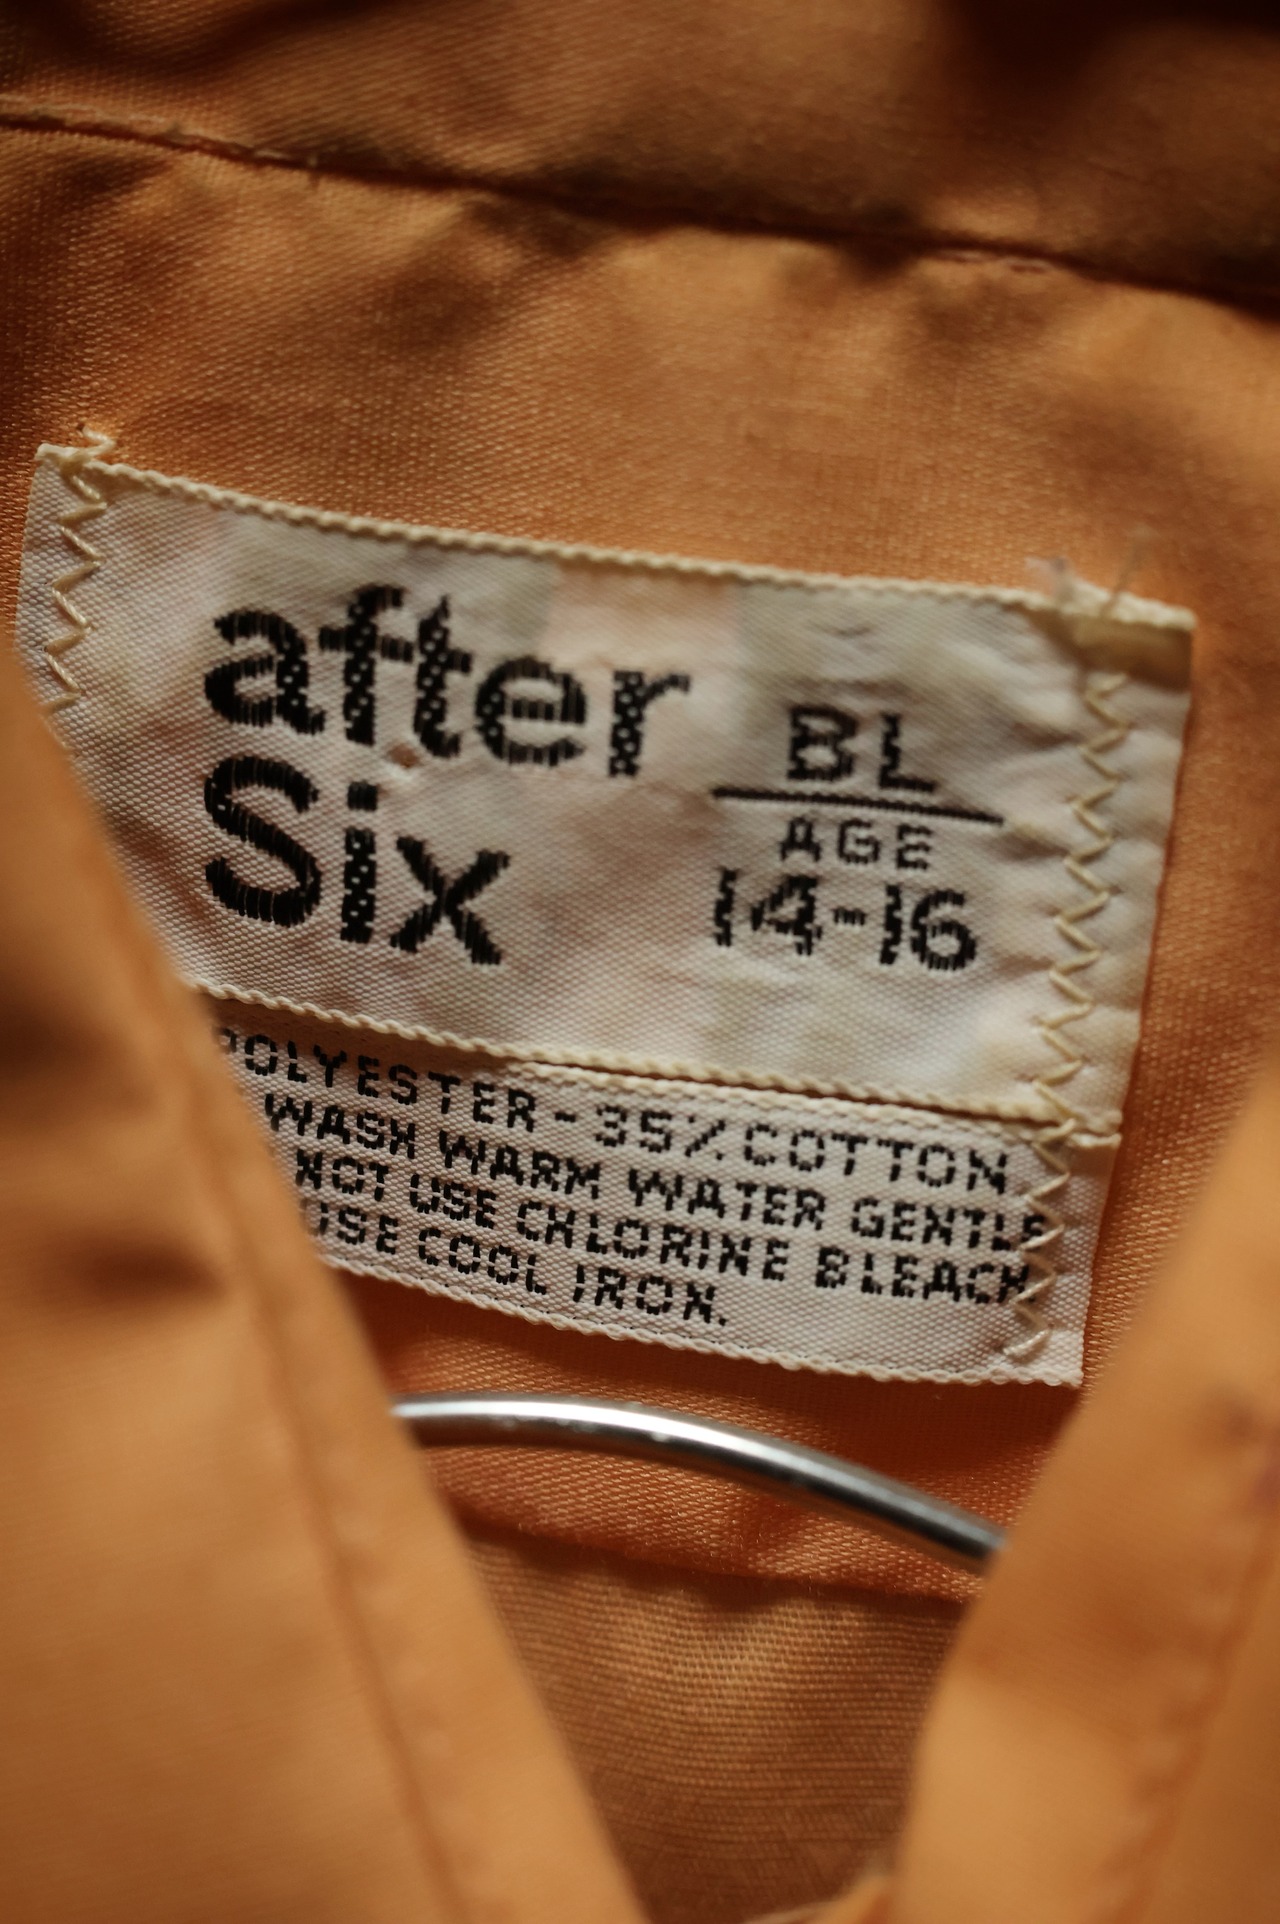 after
Six
BL
AGE
14-16
POLYESTER-35% COTTON
WASH WARM WATER GENTLE
NOT USE CHLORINE BLEACH
USE COOL IRON.